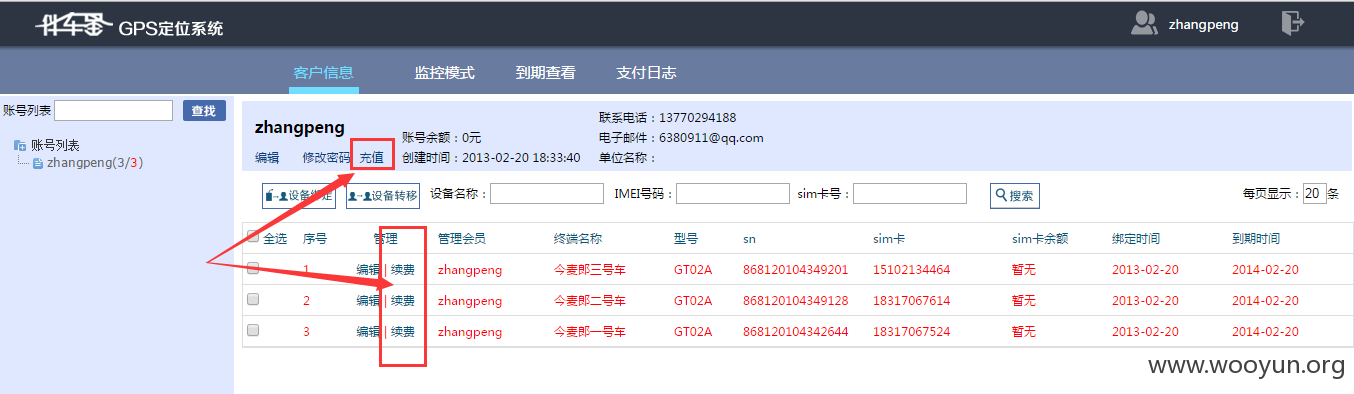 伴车星 GPS定位系统 zhangpeng
客户信息 监控模式 到期查看 支付日志
账号列表 查找
账号列表
zhangpeng(3/3)
zhangpeng
账号余额：0元
联系电话：13770294188
电子邮件：6380911@qq.com
编辑 修改密码 充值 创建时间：2013-02-20 18:33:40 单位名称：
设备绑定 设备转移 设备名称： IMEI号码： sim卡号： 搜索 每页显示：20条
全选 序号 管理 管理会员 终端名称 型号 sn sim卡 sim卡余额 绑定时间 到期时间
1 编辑 | 续费 zhangpeng 今麦郎三号车 GT02A 868120104349201 15102134464 暂无 2013-02-20 2014-02-20
2 编辑 | 续费 zhangpeng 今麦郎二号车 GT02A 868120104349128 18317067614 暂无 2013-02-20 2014-02-20
3 编辑 | 续费 zhangpeng 今麦郎一号车 GT02A 868120104342644 18317067524 暂无 2013-02-20 2014-02-20
www.wooyun.org